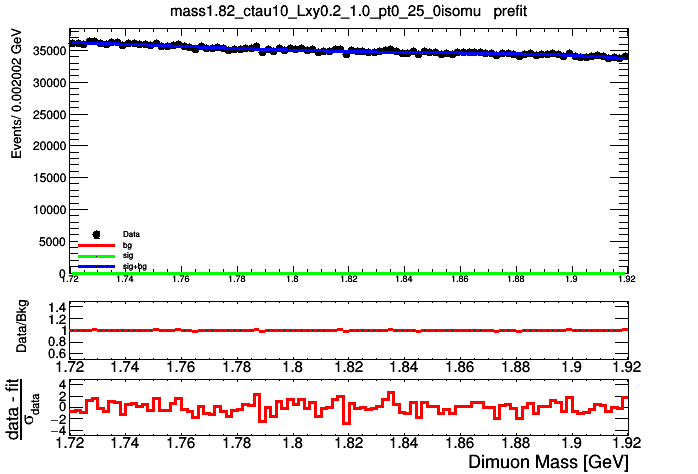 mass1.82_ctau10_Lxy0.2_1.0_pt0_25_0isomu prefit
Events/ 0.002002 GeV
35000
30000
25000
20000
15000
10000
5000
0
Data
bg
sig
sig+bg
1.72 1.74 1.76 1.78 1.8 1.82 1.84 1.86 1.88 1.9 1.92
Data/Bkg
1.4
1.2
1
0.8
0.6
1.72 1.74 1.76 1.78 1.8 1.82 1.84 1.86 1.88 1.9 1.92
data - fit
σdata
4
2
0
−2
−4
1.72 1.74 1.76 1.78 1.8 1.82 1.84 1.86 1.88 1.9 1.92
Dimuon Mass [GeV]